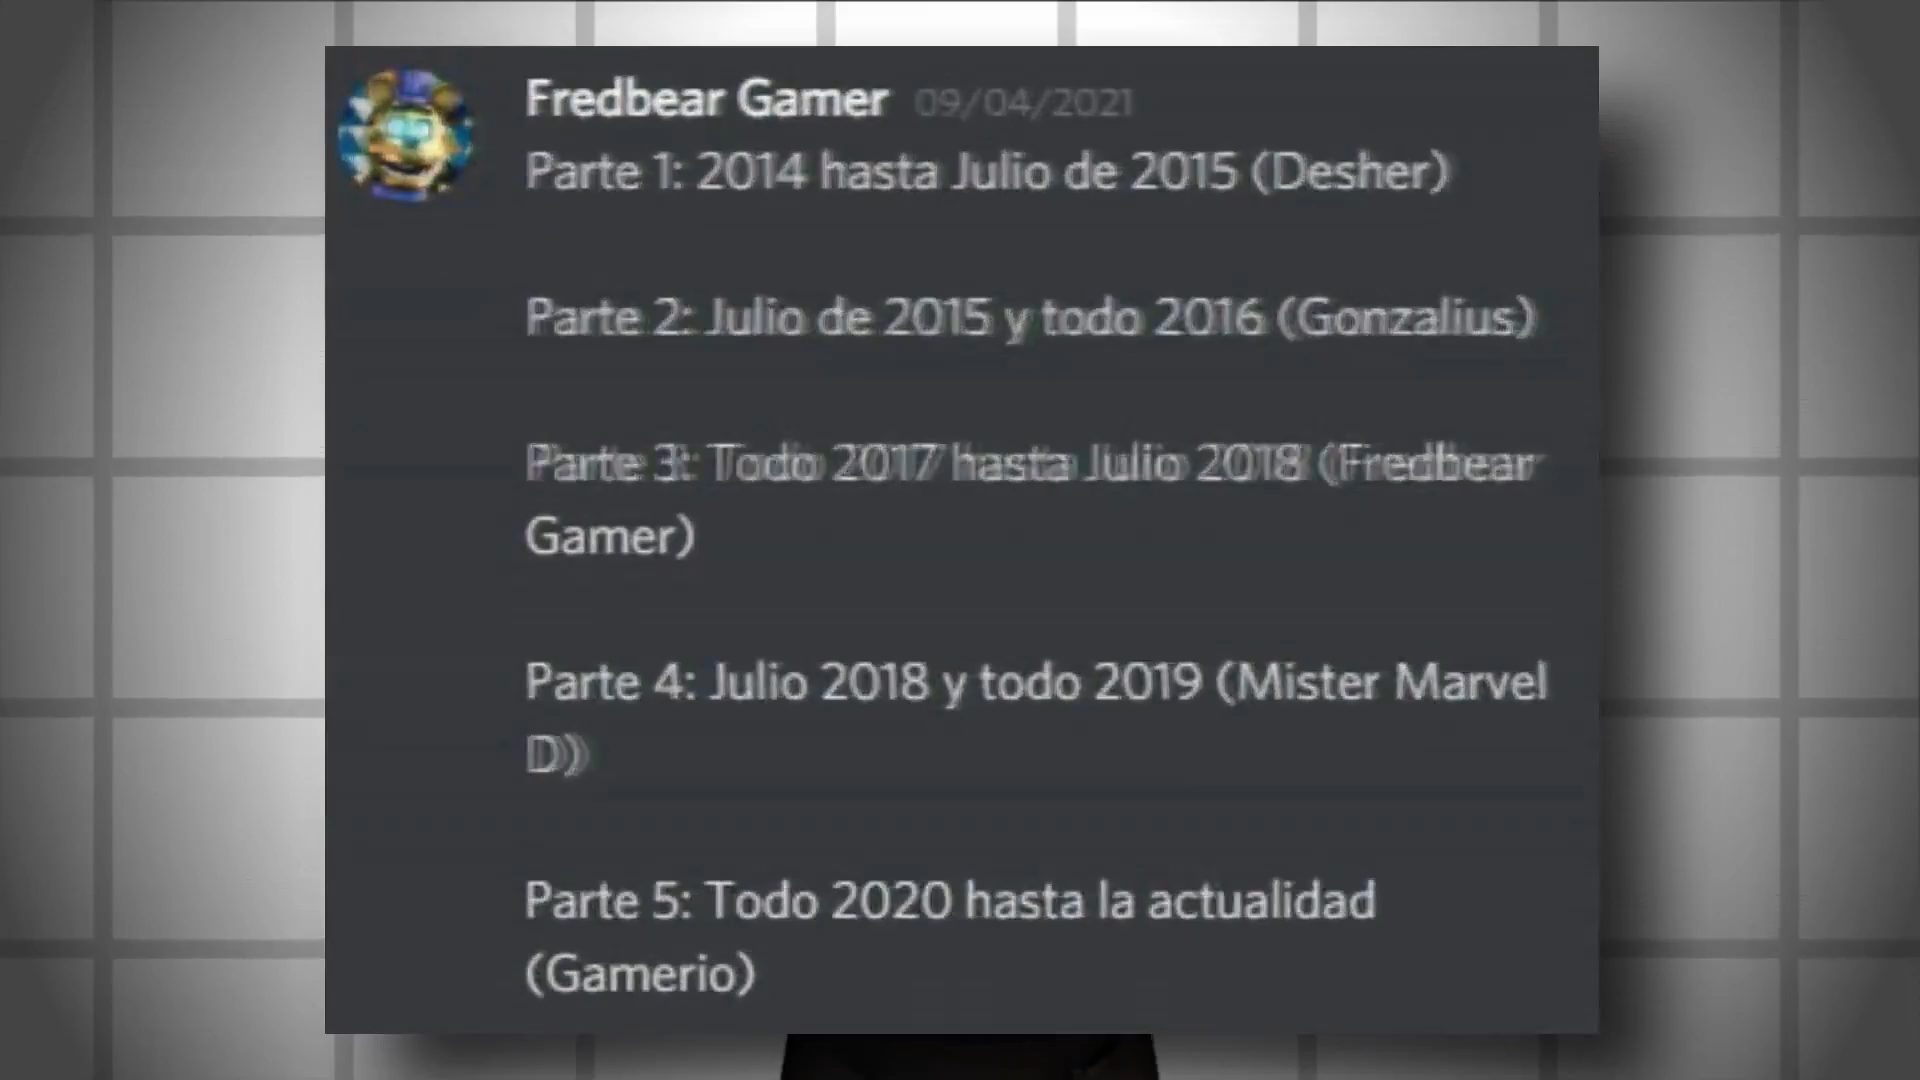 Fredbear Gamer 09/04/2021
Parte 1: 2014 hasta Julio de 2015 (Desher)
Parte 2: Julio de 2015 y todo 2016 (Gonzalius)
Parte 3: Todo 2017 hasta Julio 2018 (Fredbear
Gamer)
Parte 4: Julio 2018 y todo 2019 (Mister Marvel
D))
Parte 5: Todo 2020 hasta la actualidad
(Gamerio)